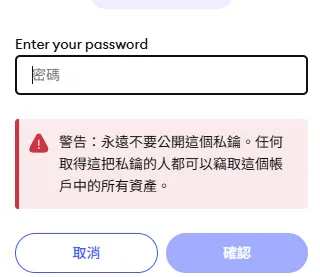 Enter your password
密碼
警告：永遠不要公開這個私鑰。任何
取得這把私鑰的人都可以竊取這個帳
戶中的所有資產。
取消
確認